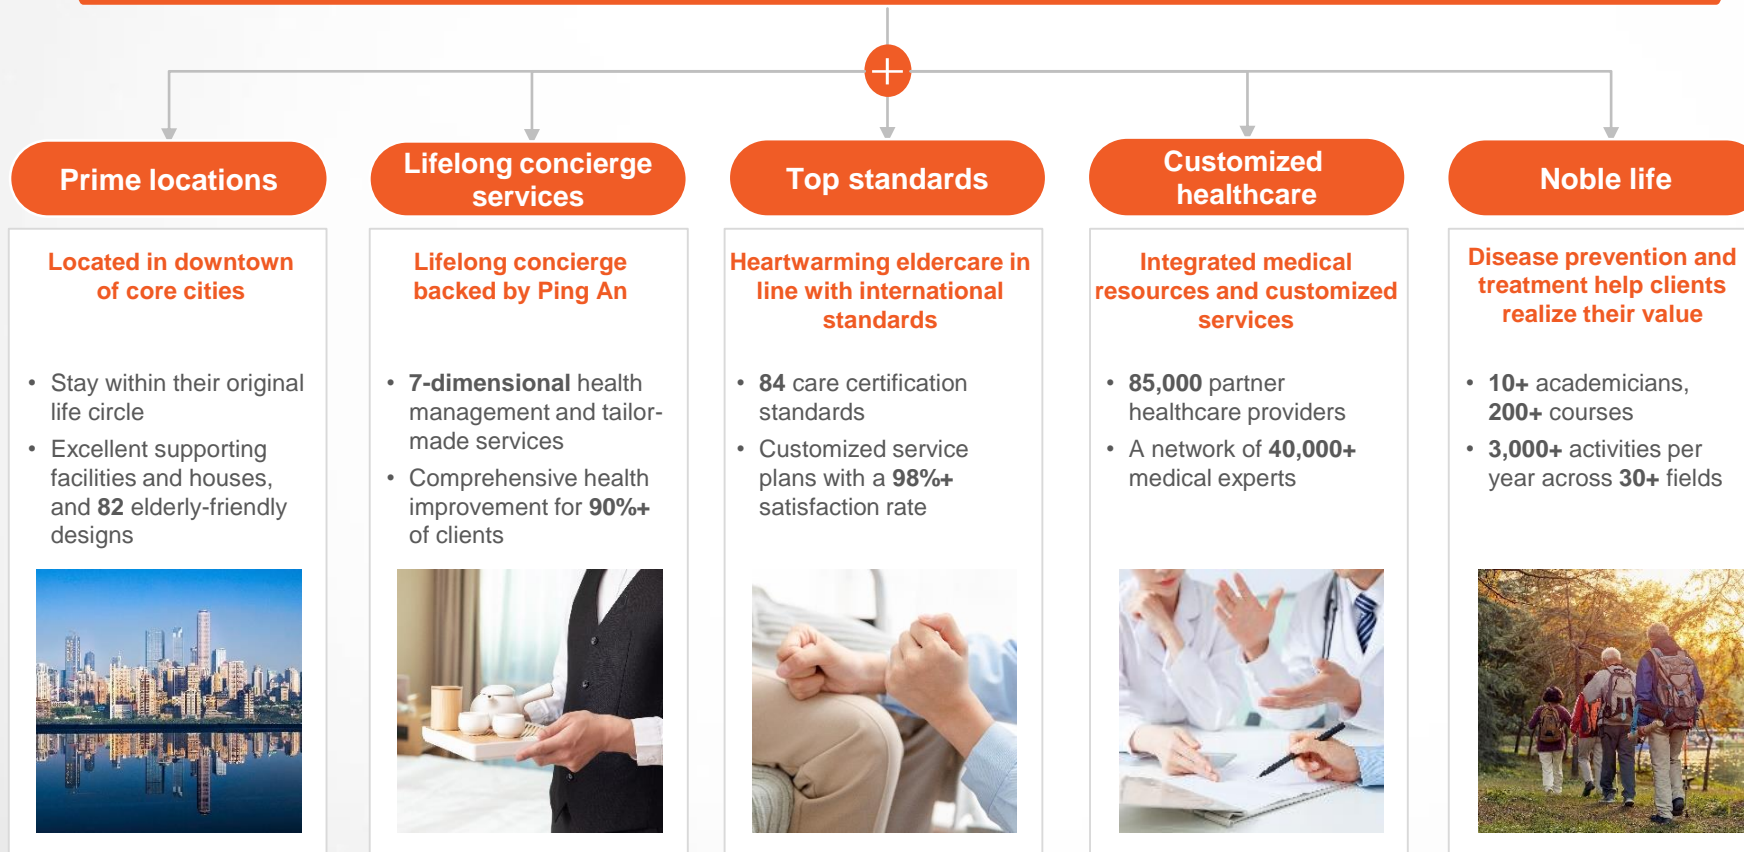 Prime locations
Located in downtown
of core cities
• Stay within their original
life circle
• Excellent supporting
facilities and houses,
and 82 elderly-friendly
designs
Lifelong concierge
services
Lifelong concierge
backed by Ping An
• 7-dimensional health
management and tailor-
made services
• Comprehensive health
improvement for 90%+
of clients
Top standards
Heartwarming eldercare in
line with international
standards
• 84 care certification
standards
• Customized service
plans with a 98%+
satisfaction rate
Customized
healthcare
Integrated medical
resources and customized
services
• 85,000 partner
healthcare providers
• A network of 40,000+
medical experts
Noble life
Disease prevention and
treatment help clients
realize their value
• 10+ academicians,
200+ courses
• 3,000+ activities per
year across 30+ fields